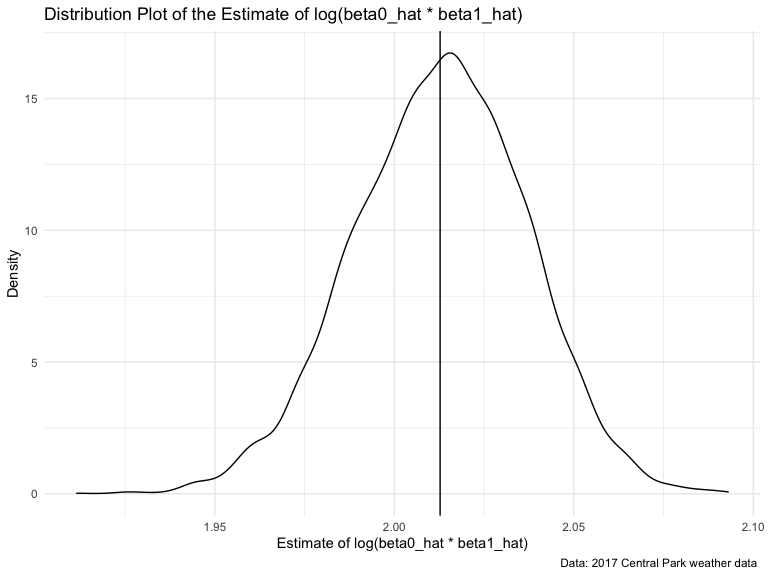 Distribution Plot of the Estimate of log(beta0_hat * beta1_hat)
15
10
5
0
Density
1.95 2.00 2.05 2.10
Estimate of log(beta0_hat * beta1_hat)
Data: 2017 Central Park weather data